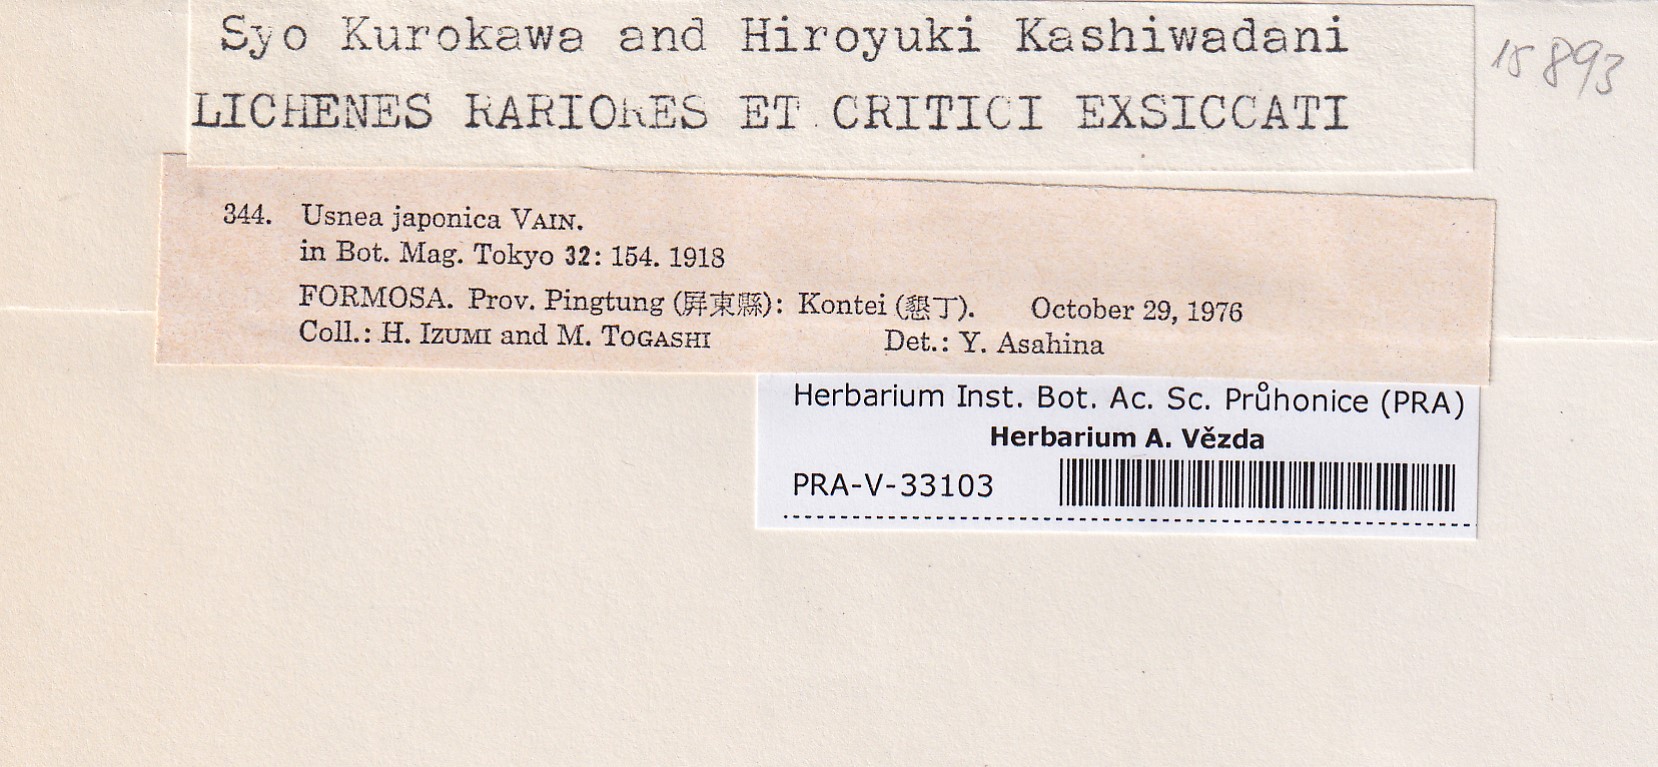 Syo Kurokawa and Hiroyuki Kashiwadani
LICHENES RARIORES ET CRITICI EXSICCATI
15893
344. Usnea japonica VAIN.
in Bot. Mag. Tokyo 32: 154. 1918
FORMOSA. Prov. Pingtung (屛東縣): Kontei (懇丁). October 29, 1976
Coll.: H. IZUMI and M. TOGASHI Det.: Y. Asahina
Herbarium Inst. Bot. Ac. Sc. Průhonice (PRA)
Herbarium A. Vězda
PRA-V-33103